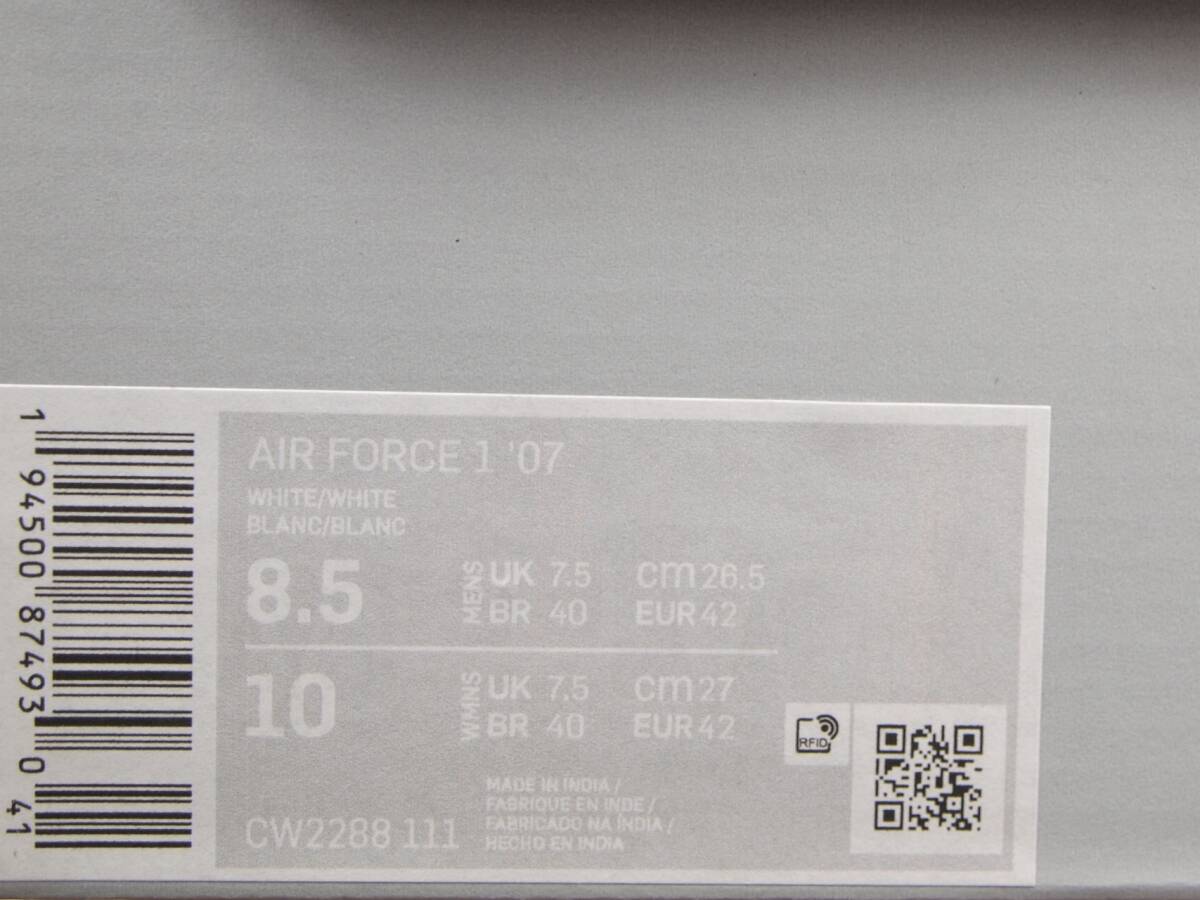 1 94500 87493 0
41
AIR FORCE 1 '07
WHITE/WHITE
BLANC/BLANC
8.5 MENS UK 7.5 cm 26.5
BR 40 EUR 42
10 WMNS UK 7.5 cm 27
BR 40 EUR 42
MADE IN INDIA /
FABRIQUE EN INDE /
FABRICADO NA ÍNDIA /
HECHO EN INDIA
CW2288 111
RFID